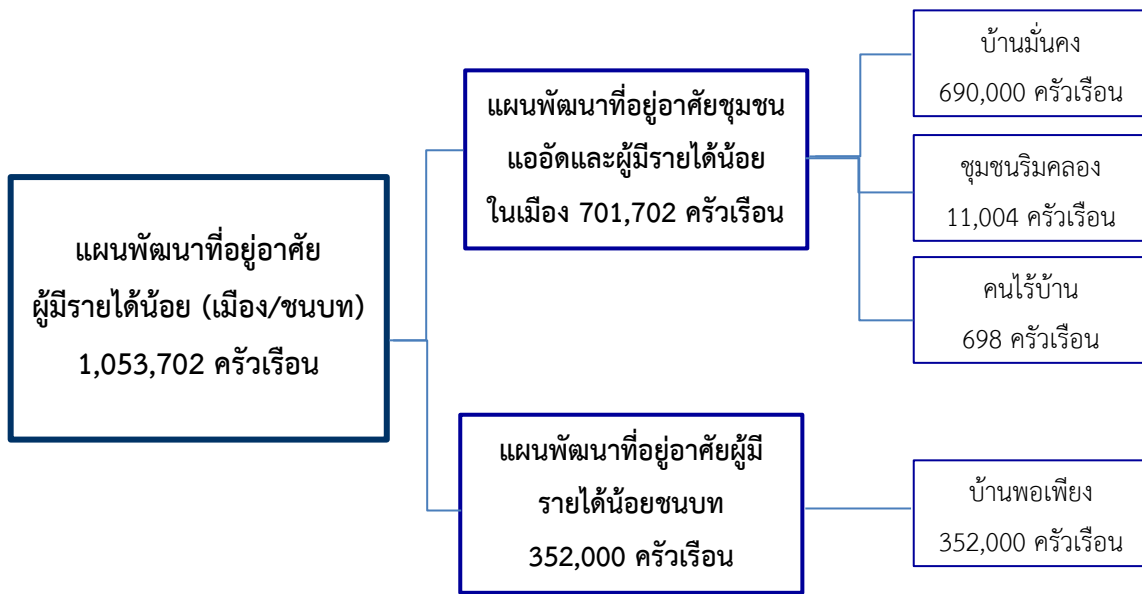 แผนพัฒนาที่อยู่อาศัย
ผู้มีรายได้น้อย (เมือง/ชนบท)
1,053,702 ครัวเรือน
แผนพัฒนาที่อยู่อาศัยชุมชน
แออัดและผู้มีรายได้น้อย
ในเมือง 701,702 ครัวเรือน
บ้านมั่นคง
690,000 ครัวเรือน
ชุมชนริมคลอง
11,004 ครัวเรือน
คนไร้บ้าน
698 ครัวเรือน
แผนพัฒนาที่อยู่อาศัยผู้มี
รายได้น้อยชนบท
352,000 ครัวเรือน
บ้านพอเพียง
352,000 ครัวเรือน